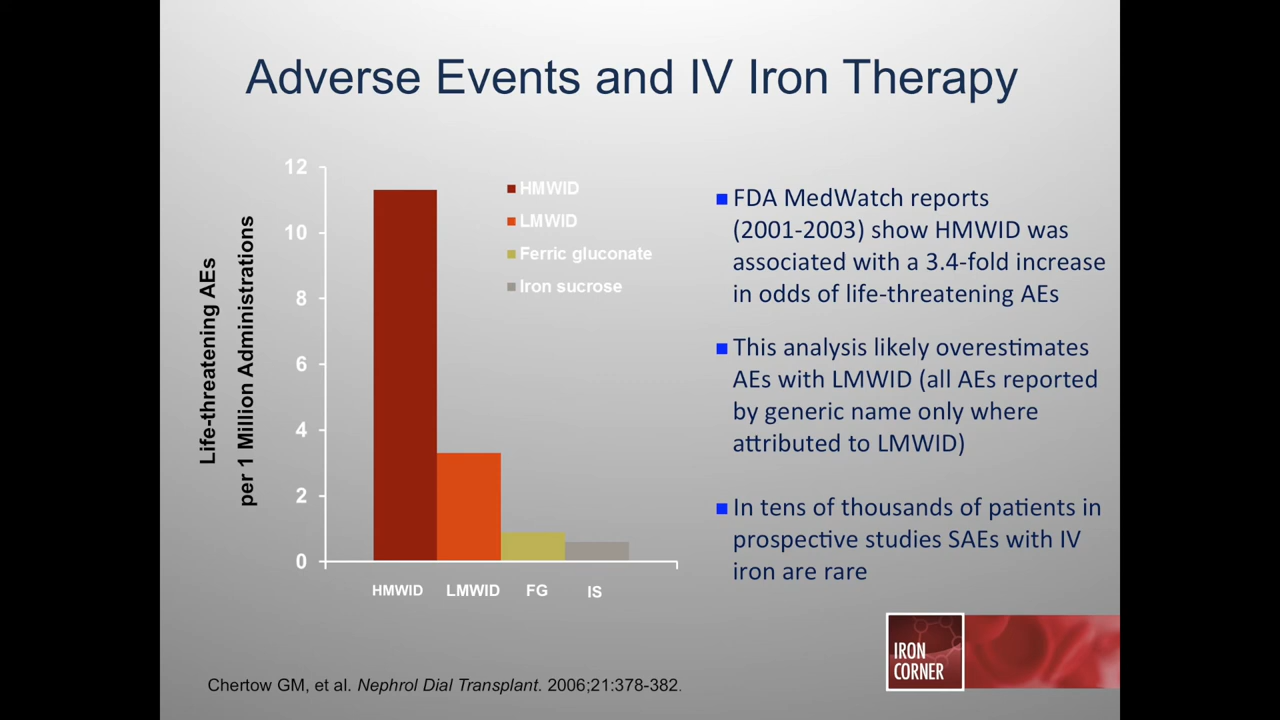 Adverse Events and IV Iron Therapy
Life-threatening AEs
per 1 Million Administrations
12
10
8
6
4
2
0
HMWID
LMWID
Ferric gluconate
Iron sucrose
HMWID
LMWID
FG
IS
FDA MedWatch reports
(2001-2003) show HMWID was
associated with a 3.4-fold increase
in odds of life-threatening AEs
This analysis likely overestimates
AEs with LMWID (all AEs reported
by generic name only where
attributed to LMWID)
In tens of thousands of patients in
prospective studies SAEs with IV
iron are rare
IRON
CORNER
Chertow GM, et al. Nephrol Dial Transplant. 2006;21:378-382.